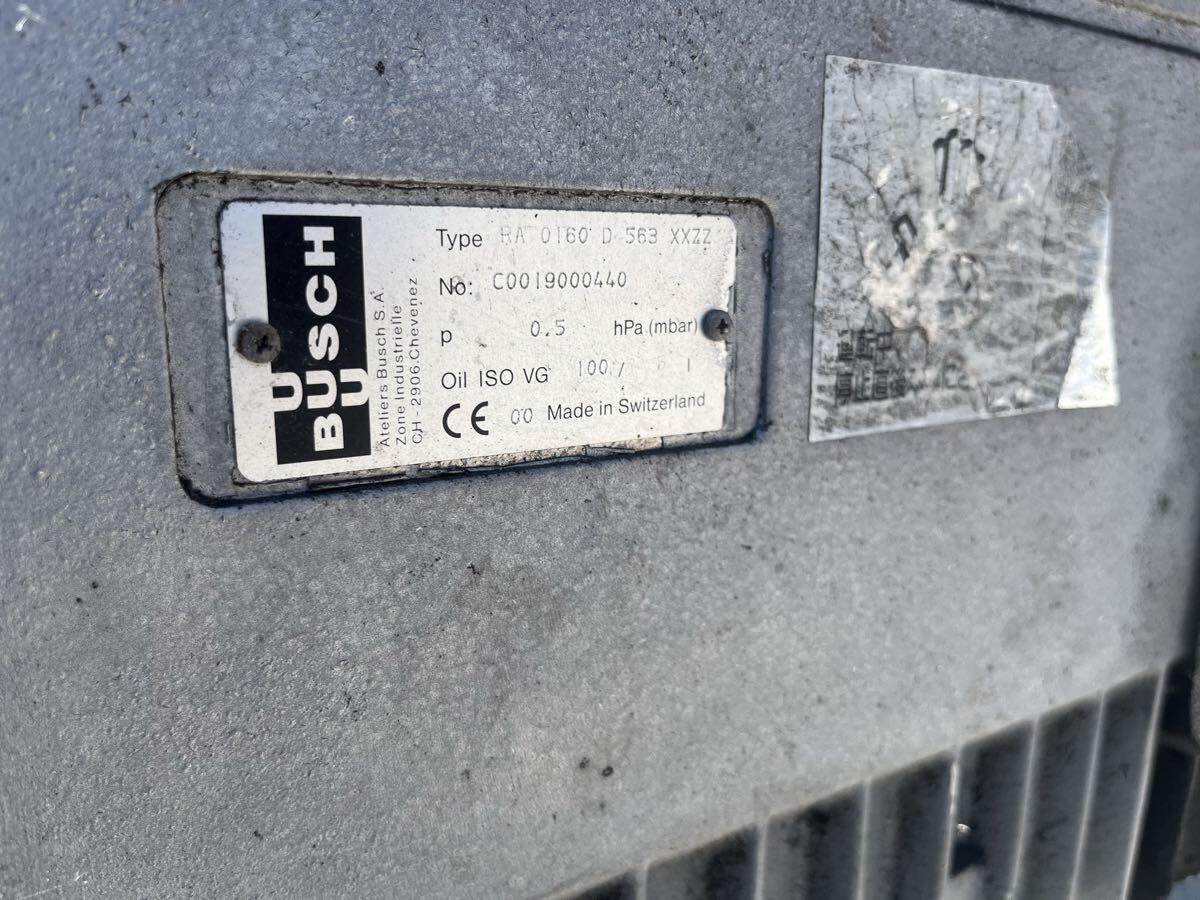 BUSCH
Ateliers Busch S.A.
Zone Industrielle
CH - 2906 Chevenez
Type RA 0160 D 563 XXZZ
No: C0019000440
p 0.5 hPa (mbar)
Oil ISO VG 100 / l
CE 00 Made in Switzerland